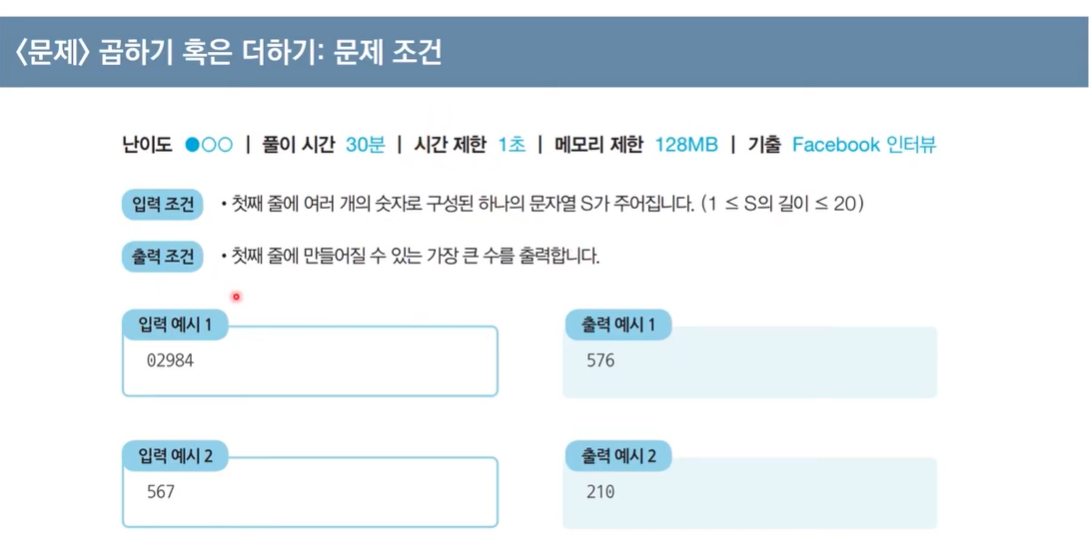 〈문제〉 곱하기 혹은 더하기: 문제 조건
난이도 ●○○ | 풀이 시간 30분 | 시간 제한 1초 | 메모리 제한 128MB | 기출 Facebook 인터뷰
입력 조건 • 첫째 줄에 여러 개의 숫자로 구성된 하나의 문자열 S가 주어집니다. (1 ≤ S의 길이 ≤ 20)
출력 조건 • 첫째 줄에 만들어질 수 있는 가장 큰 수를 출력합니다.
입력 예시 1
02984
출력 예시 1
576
입력 예시 2
567
출력 예시 2
210